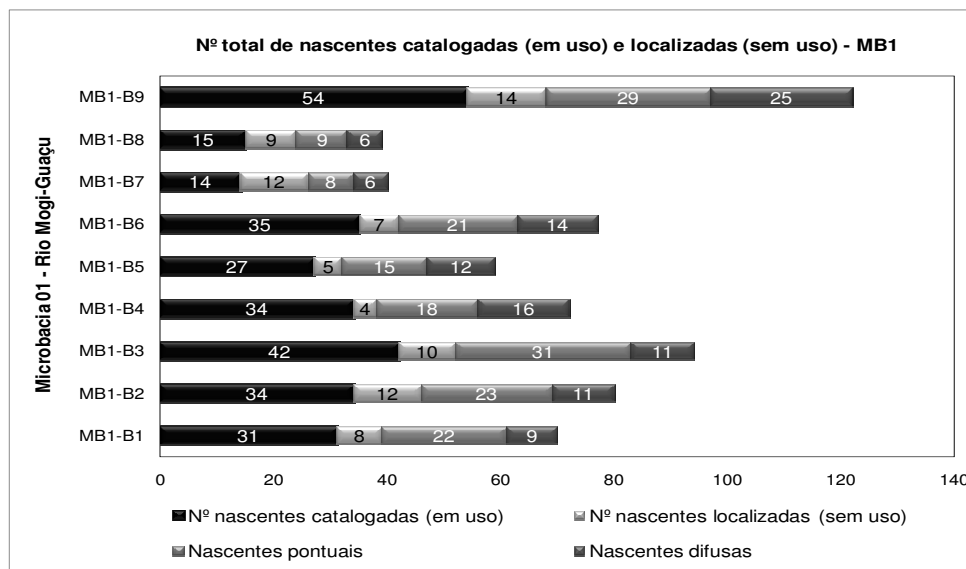 Nº total de nascentes catalogadas (em uso) e localizadas (sem uso) - MB1
Microbacia 01 - Rio Mogi-Guaçu
MB1-B9 54 14 29 25
MB1-B8 15 9 9 6
MB1-B7 14 12 8 6
MB1-B6 35 7 21 14
MB1-B5 27 5 15 12
MB1-B4 34 4 18 16
MB1-B3 42 10 31 11
MB1-B2 34 12 23 11
MB1-B1 31 8 22 9
0 20 40 60 80 100 120 140
Nº nascentes catalogadas (em uso) Nº nascentes localizadas (sem uso)
Nascentes pontuais Nascentes difusas